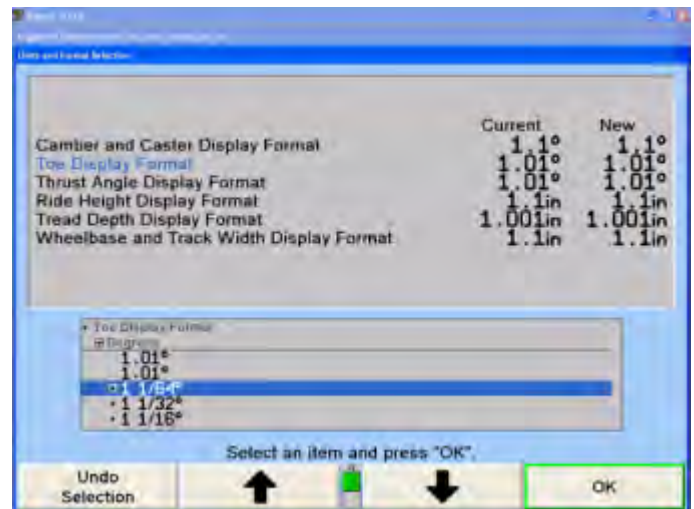 Units and Format Selection
Current New
Camber and Caster Display Format 1.1° 1.1°
Toe Display Format 1.01° 1.01°
Thrust Angle Display Format 1.01° 1.01°
Ride Height Display Format 1.1in 1.1in
Tread Depth Display Format 1.001in 1.001in
Wheelbase and Track Width Display Format 1.1in 1.1in
Toe Display Format
Degrees
1.01°
1.01°
1 1/64°
1 1/32°
1 1/16°
Select an item and press "OK".
Undo
Selection
OK